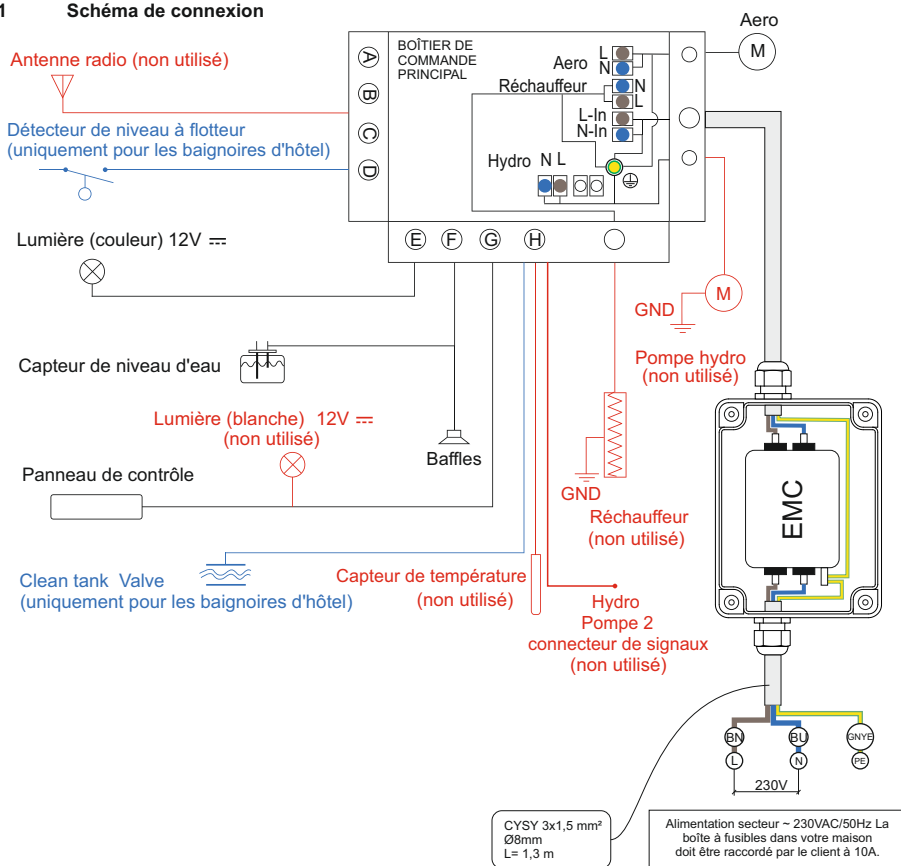 1 Schéma de connexion
Aero
M
Antenne radio (non utilisé)
A
B
C
D
BOÎTIER DE
COMMANDE
PRINCIPAL
Aero
L
N
Réchauffeur
N
L
L-In
N-In
Hydro N L
Détecteur de niveau à flotteur
(uniquement pour les baignoires d'hôtel)
E
F
G
H
Lumière (couleur) 12V
M
GND
Pompe hydro
(non utilisé)
Capteur de niveau d'eau
Lumière (blanche) 12V
(non utilisé)
Baffles
Panneau de contrôle
GND
Réchauffeur
(non utilisé)
EMC
Clean tank Valve
(uniquement pour les baignoires d'hôtel)
Capteur de température
(non utilisé)
Hydro
Pompe 2
connecteur de signaux
(non utilisé)
BN
BU
GNYE
L
N
PE
230V
CYSY 3x1,5 mm²
Ø8mm
L= 1,3 m
Alimentation secteur ~ 230VAC/50Hz La
boîte à fusibles dans votre maison
doit être raccordé par le client à 10A.